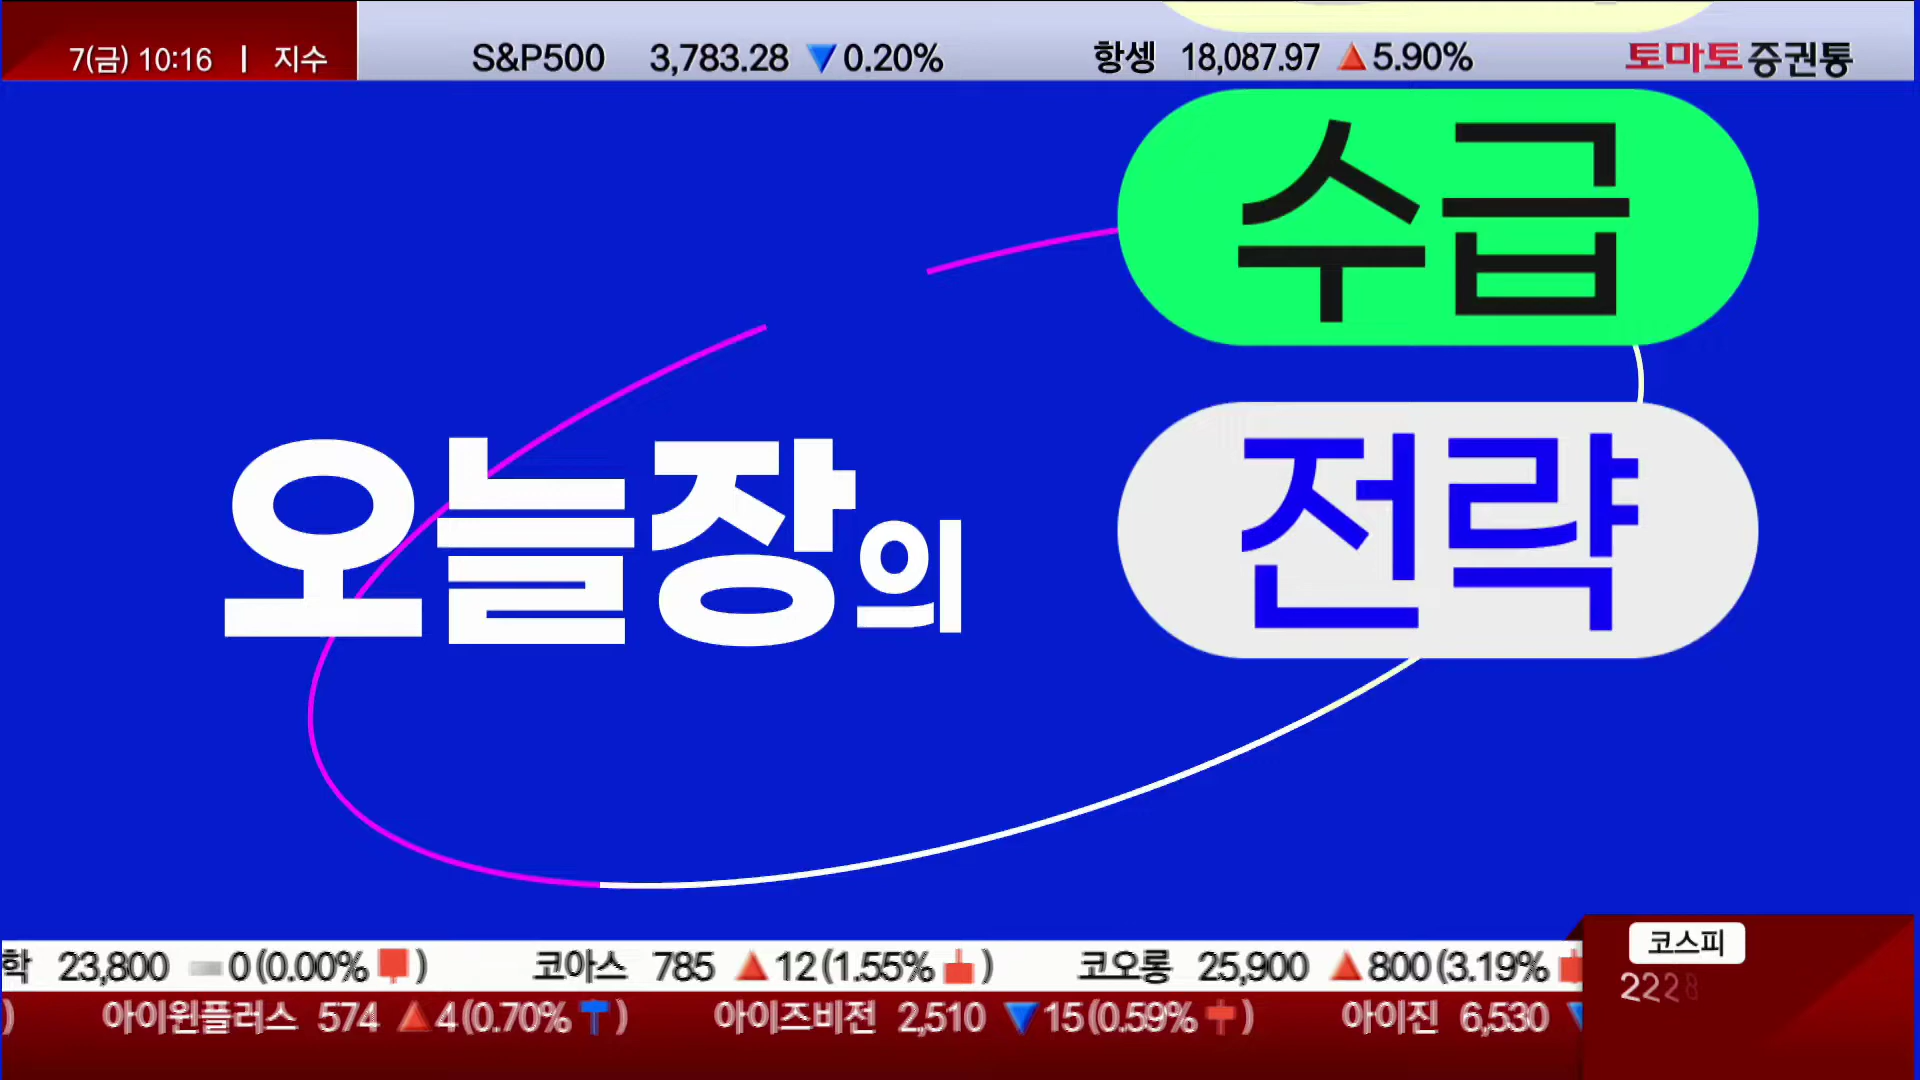 7(금) 10:16 | 지수 S&P500 3,783.28 ▼0.20% 항셍 18,087.97 ▲5.90% 토마토증권통
수급
오늘장의 전략
학 23,800 0(0.00%) 코아스 785 ▲12(1.55%) 코오롱 25,900 ▲800(3.19%
코스피
2228
) 아이윈플러스 574 ▲4(0.70%) 아이즈비전 2,510 ▼15(0.59%) 아이진 6,530 ▼